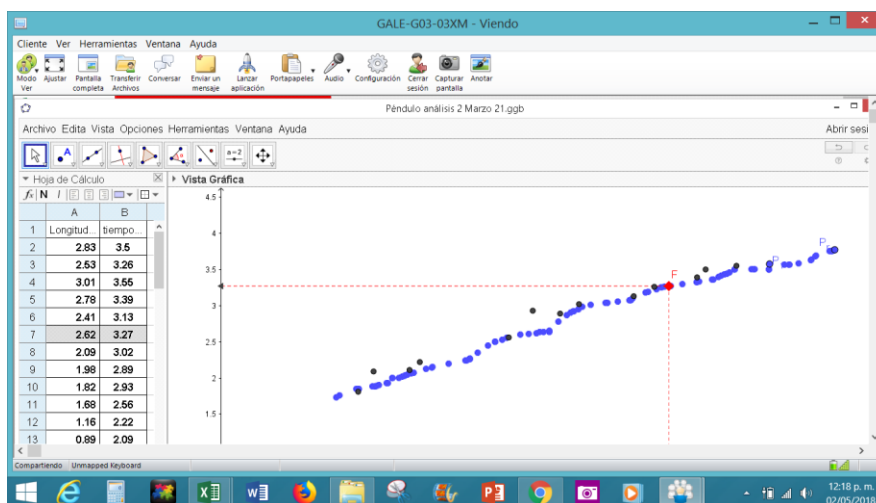 GALE-G03-03XM - Viendo
Cliente Ver Herramientas Ventana Ayuda
Modo Ver
Ajustar
Pantalla completa
Transferir Archivos
Conversar
Enviar un mensaje
Lanzar aplicación
Portapapeles
Audio
Configuración
Cerrar sesión
Capturar pantalla
Anotar
Péndulo análisis 2 Marzo 21.ggb
Archivo Edita Vista Opciones Herramientas Ventana Ayuda
Abrir sesi
a=2
Hoja de Cálculo
Vista Gráfica
fx N I
A B
1 Longitud... tiempo...
2 2.83 3.5
3 2.53 3.26
4 3.01 3.55
5 2.78 3.39
6 2.41 3.13
7 2.62 3.27
8 2.09 3.02
9 1.98 2.89
10 1.82 2.93
11 1.68 2.56
12 1.16 2.22
13 0.89 2.09
4.5
4
3.5
3
2.5
2
1.5
F
P
P
Compartiendo Unmapped Keyboard
12:18 p. m.
02/05/2018